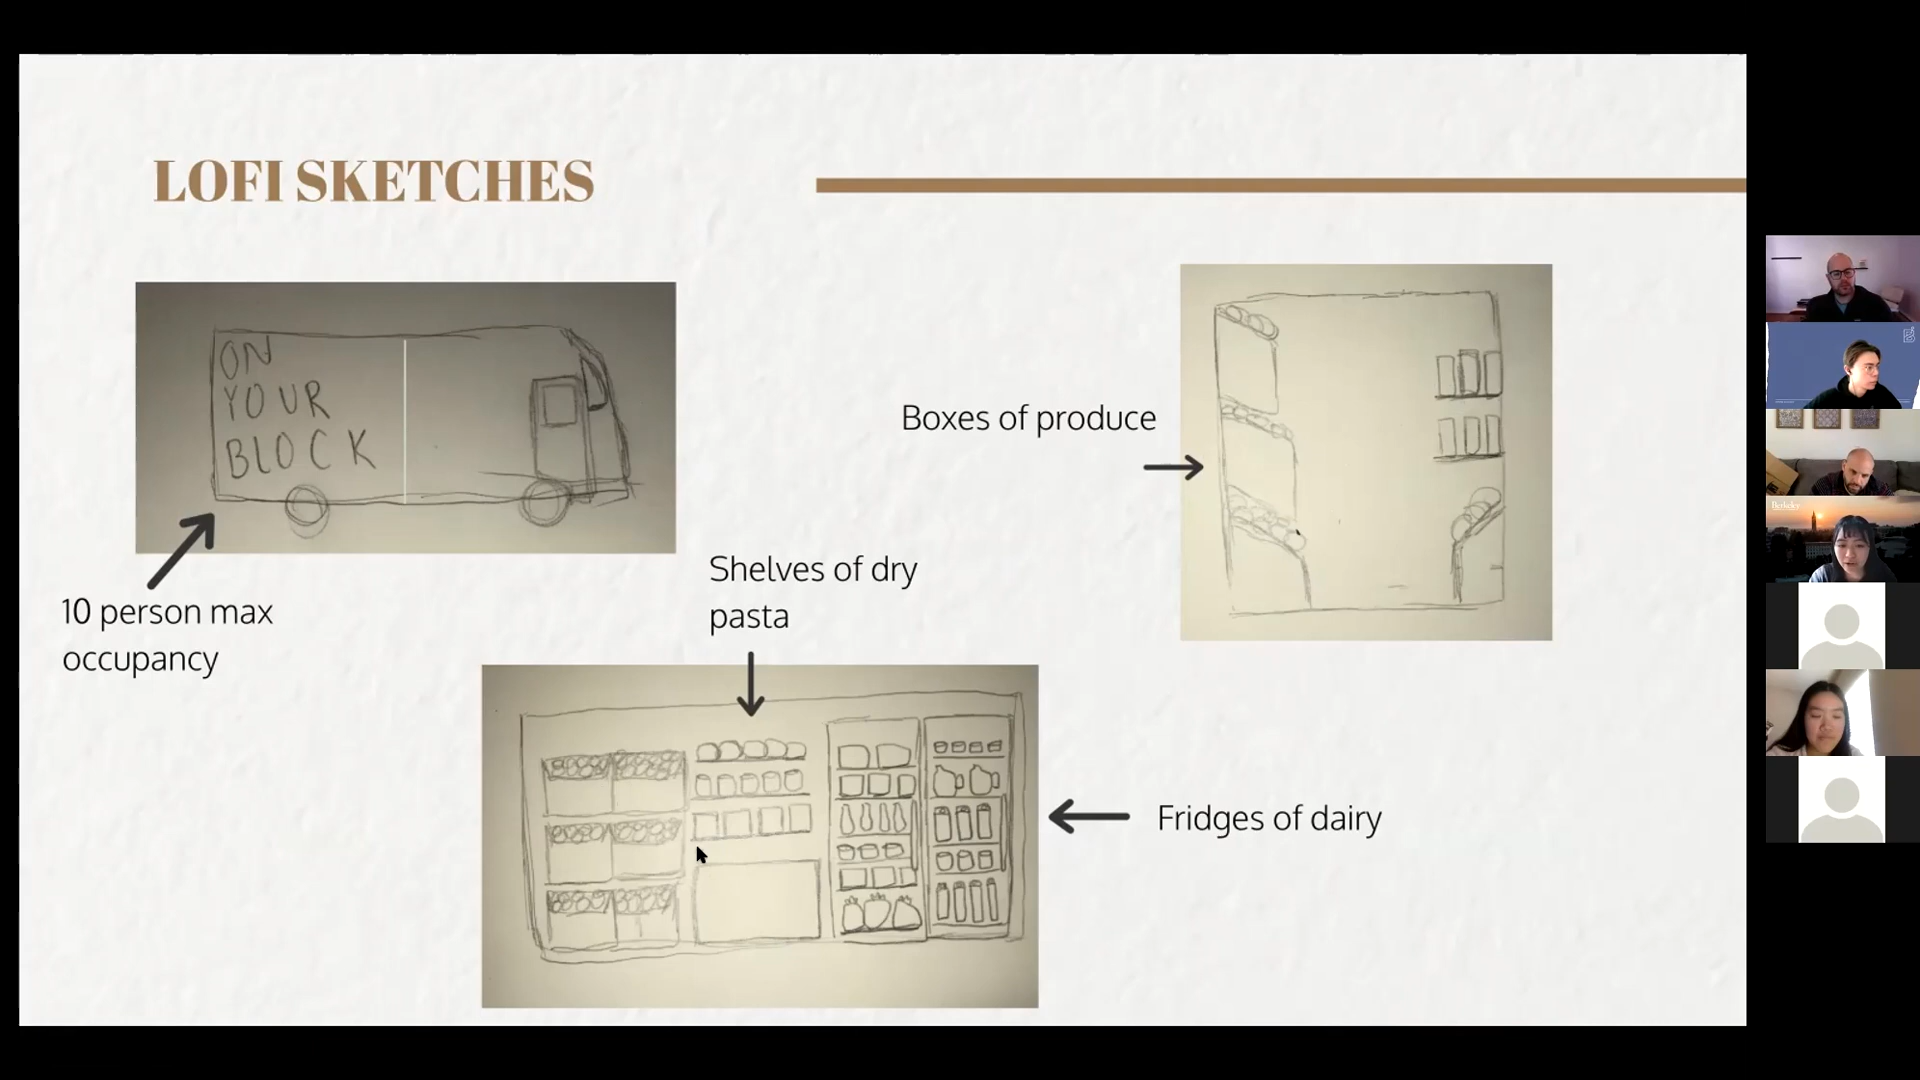 LOFI SKETCHES
ON
YOUR
BLOCK
10 person max
occupancy
Shelves of dry
pasta
Boxes of produce
Fridges of dairy
Berkeley